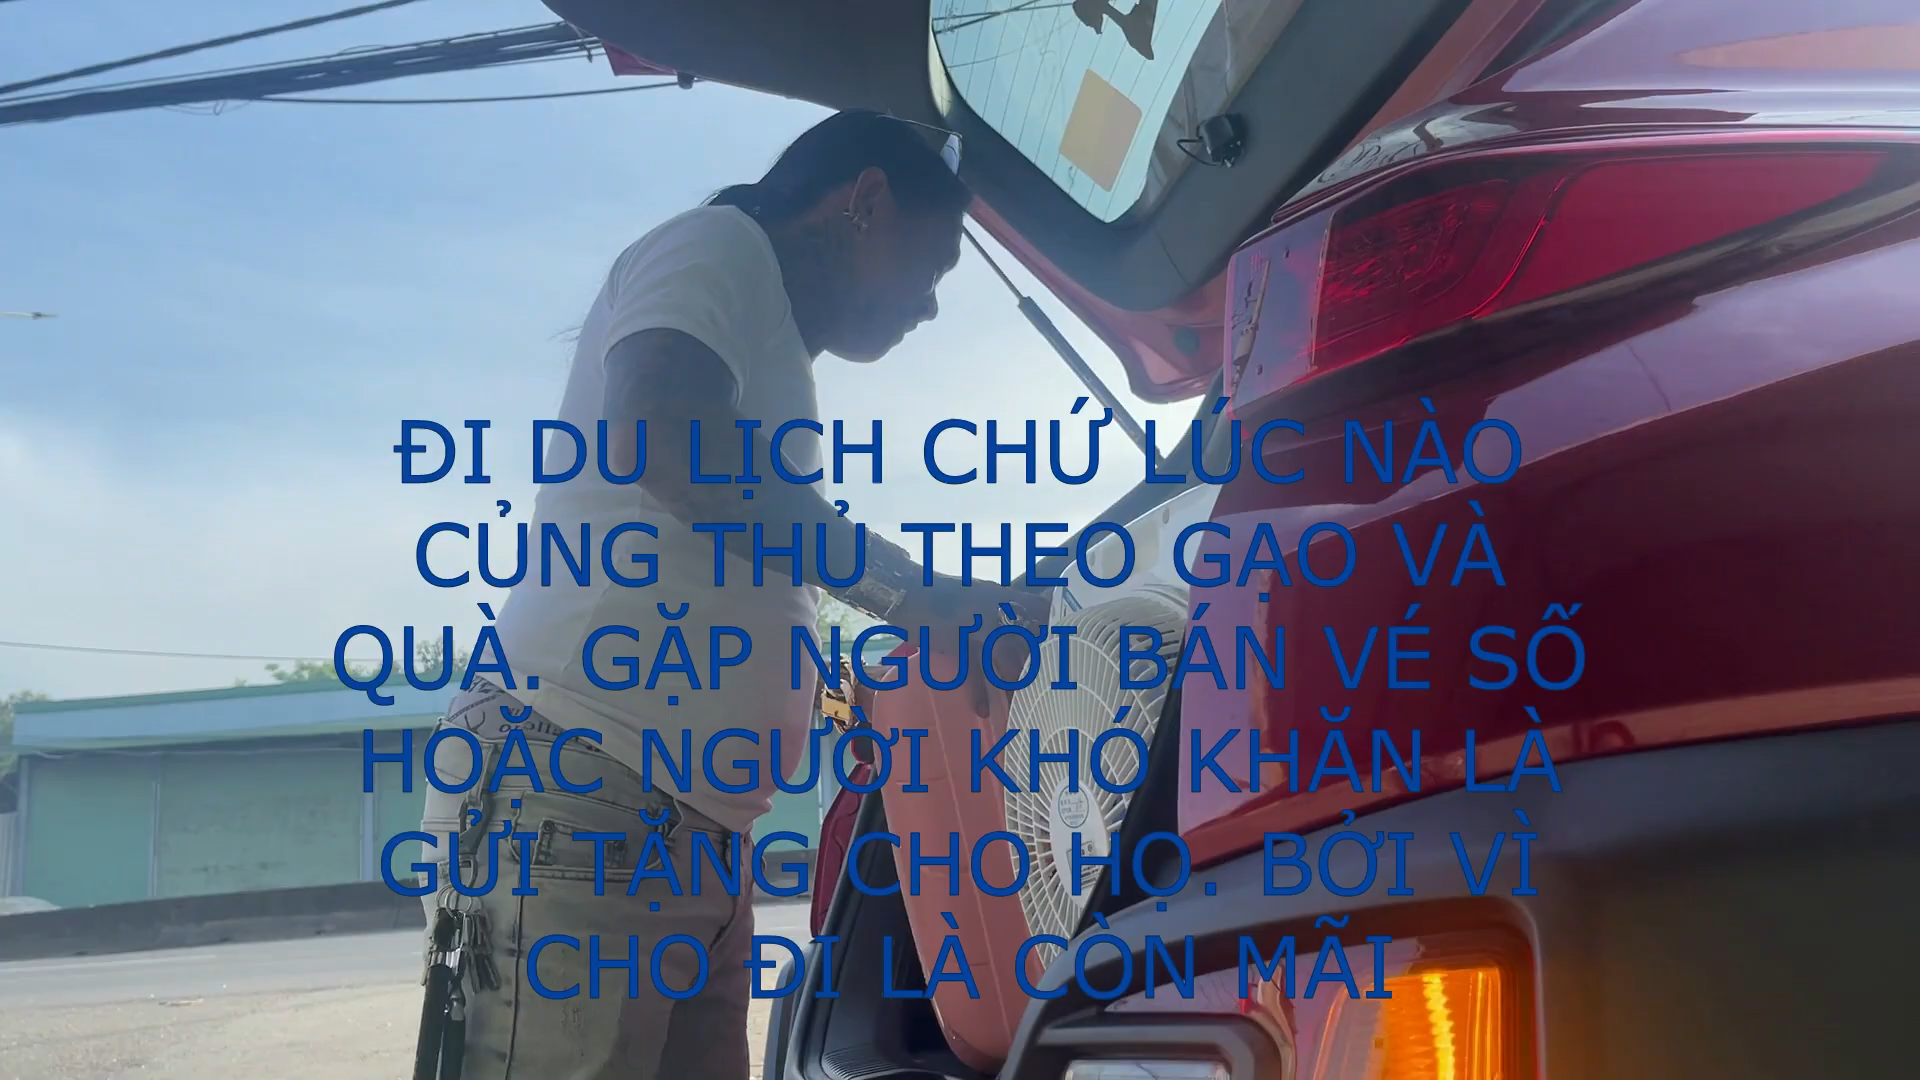 ĐI DU LỊCH CHỨ LÚC NÀO
CỦNG THỦ THEO GẠO VÀ
QUÀ. GẶP NGƯỜI BÁN VÉ SỐ
HOẶC NGƯỜI KHÓ KHĂN LÀ
GỬI TẶNG CHO HỌ. BỞI VÌ
CHO ĐI LÀ CÒN MÃI